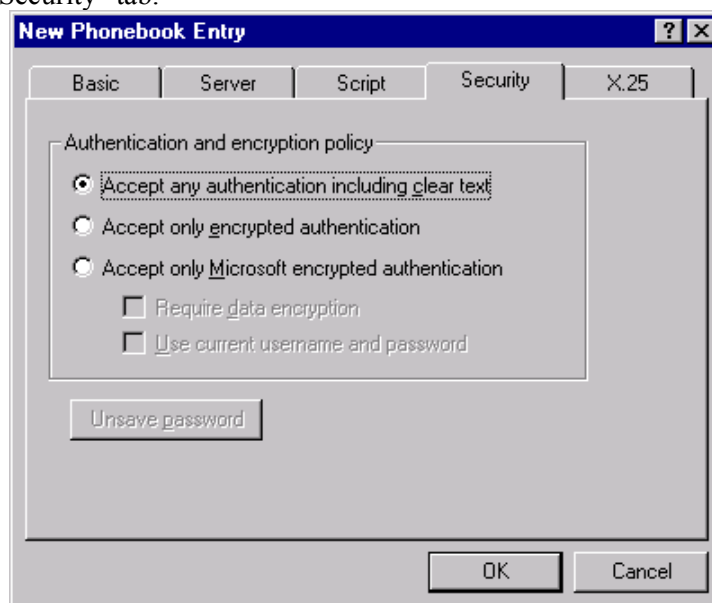 Security" tab.
New Phonebook Entry
Basic Server Script Security X.25
Authentication and encryption policy
Accept any authentication including clear text
Accept only encrypted authentication
Accept only Microsoft encrypted authentication
Require data encryption
Use current username and password
Unsave password
OK Cancel